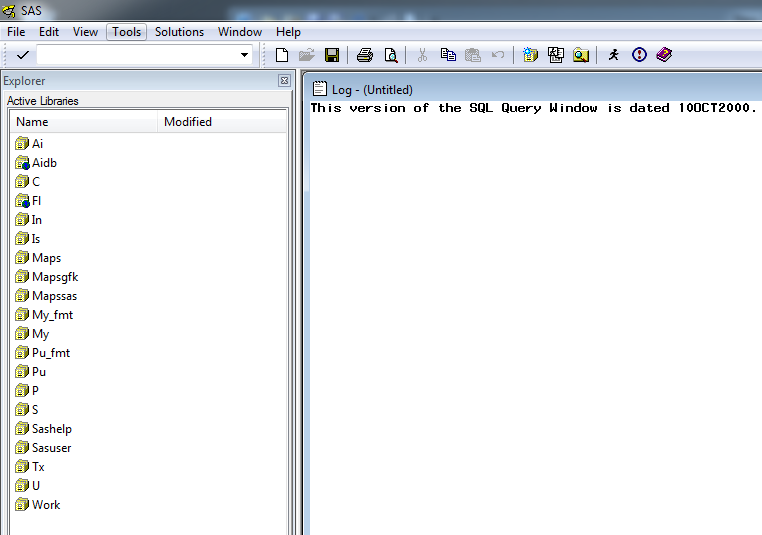 SAS
File Edit View Tools Solutions Window Help
Explorer
Active Libraries
Name Modified
Ai
Aidb
C
Fl
In
Is
Maps
Mapsgfk
Mapssas
My_fmt
My
Pu_fmt
Pu
P
S
Sashelp
Sasuser
Tx
U
Work
Log - (Untitled)
This version of the SQL Query Window is dated 10OCT2000.